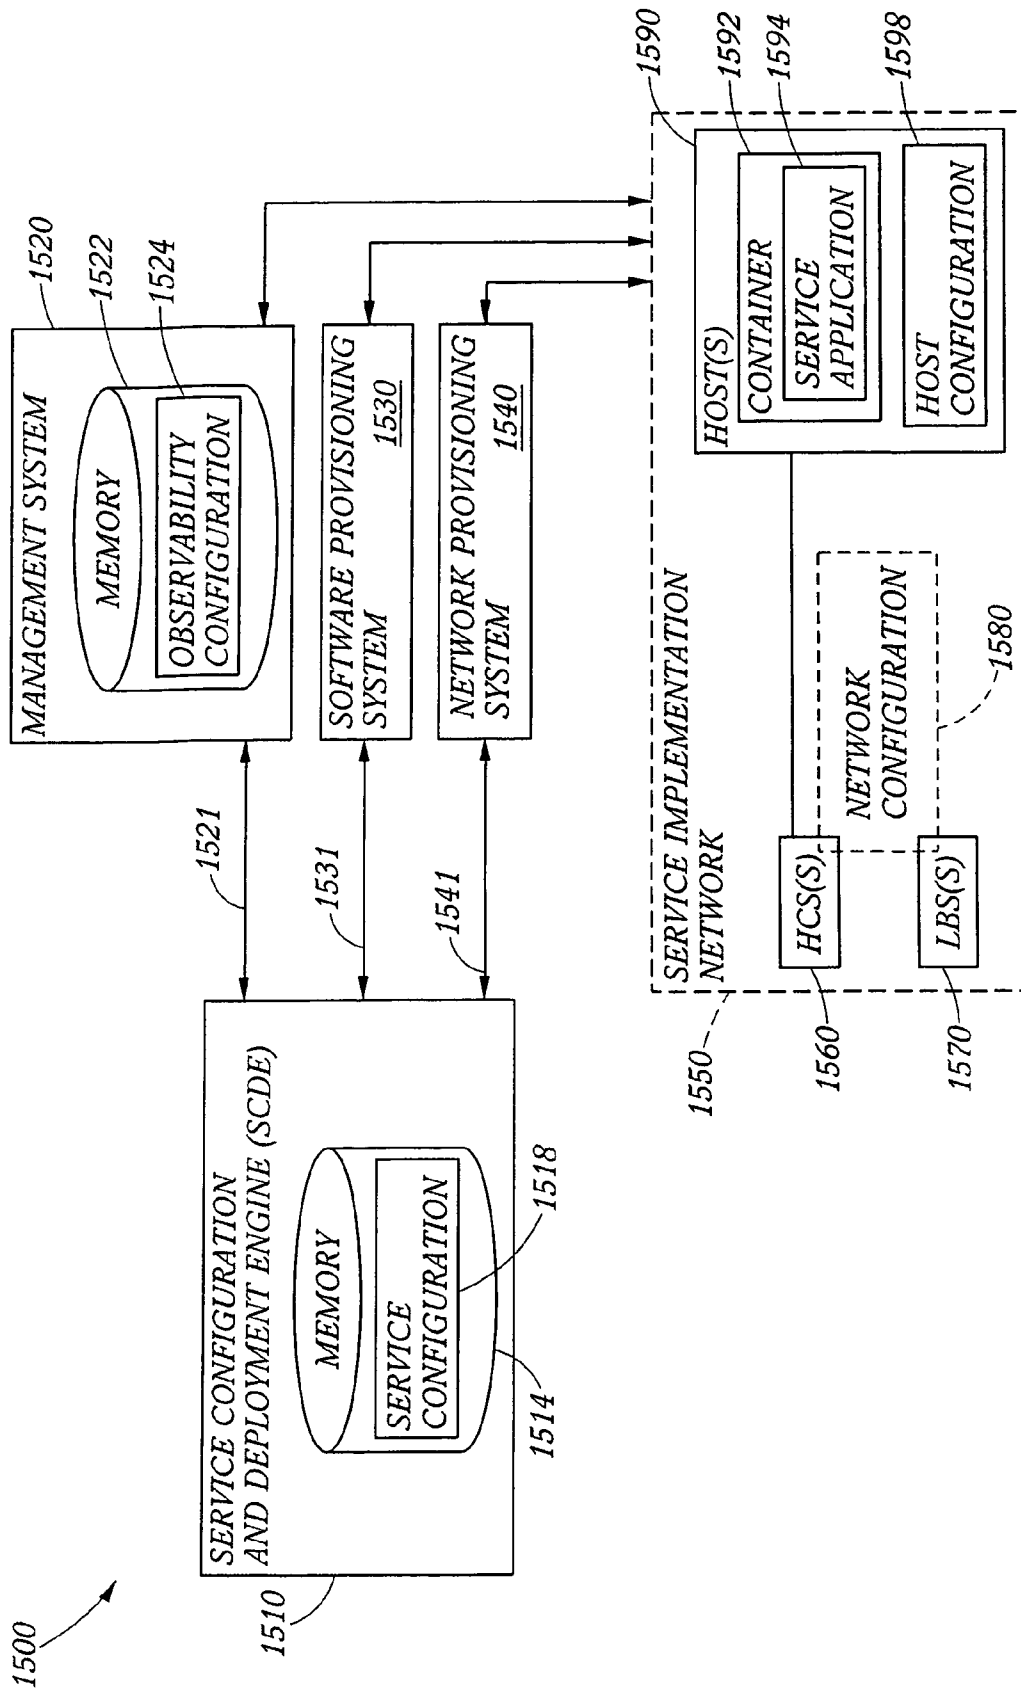 1500
SERVICE CONFIGURATION
AND DEPLOYMENT ENGINE (SCDE)
MEMORY
SERVICE
CONFIGURATION
1510
1514
1518
1521
1531
1541
MANAGEMENT SYSTEM
MEMORY
OBSERVABILITY
CONFIGURATION
1520
1522
1524
SOFTWARE PROVISIONING
SYSTEM
1530
NETWORK PROVISIONING
SYSTEM
1540
SERVICE IMPLEMENTATION
NETWORK
1550
HCS(S)
1560
LBS(S)
1570
NETWORK
CONFIGURATION
1580
HOST(S)
CONTAINER
SERVICE
APPLICATION
HOST
CONFIGURATION
1590
1592
1594
1598